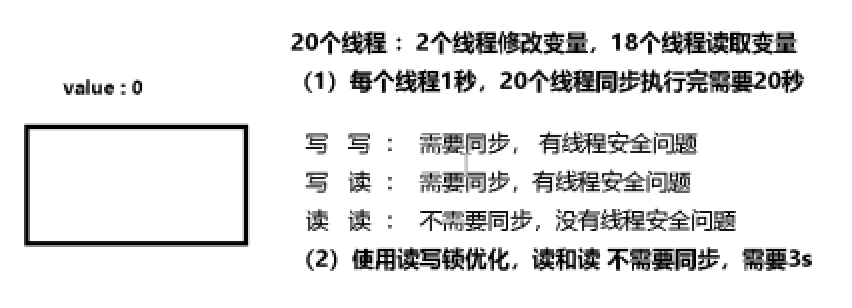 20个线程：2个线程修改变量，18个线程读取变量
（1）每个线程1秒，20个线程同步执行完需要20秒
value : 0
写 写 ： 需要同步， 有线程安全问题
写 读 ： 需要同步，有线程安全问题
读 读 ： 不需要同步，没有线程安全问题
（2）使用读写锁优化，读和读 不需要同步，需要3s